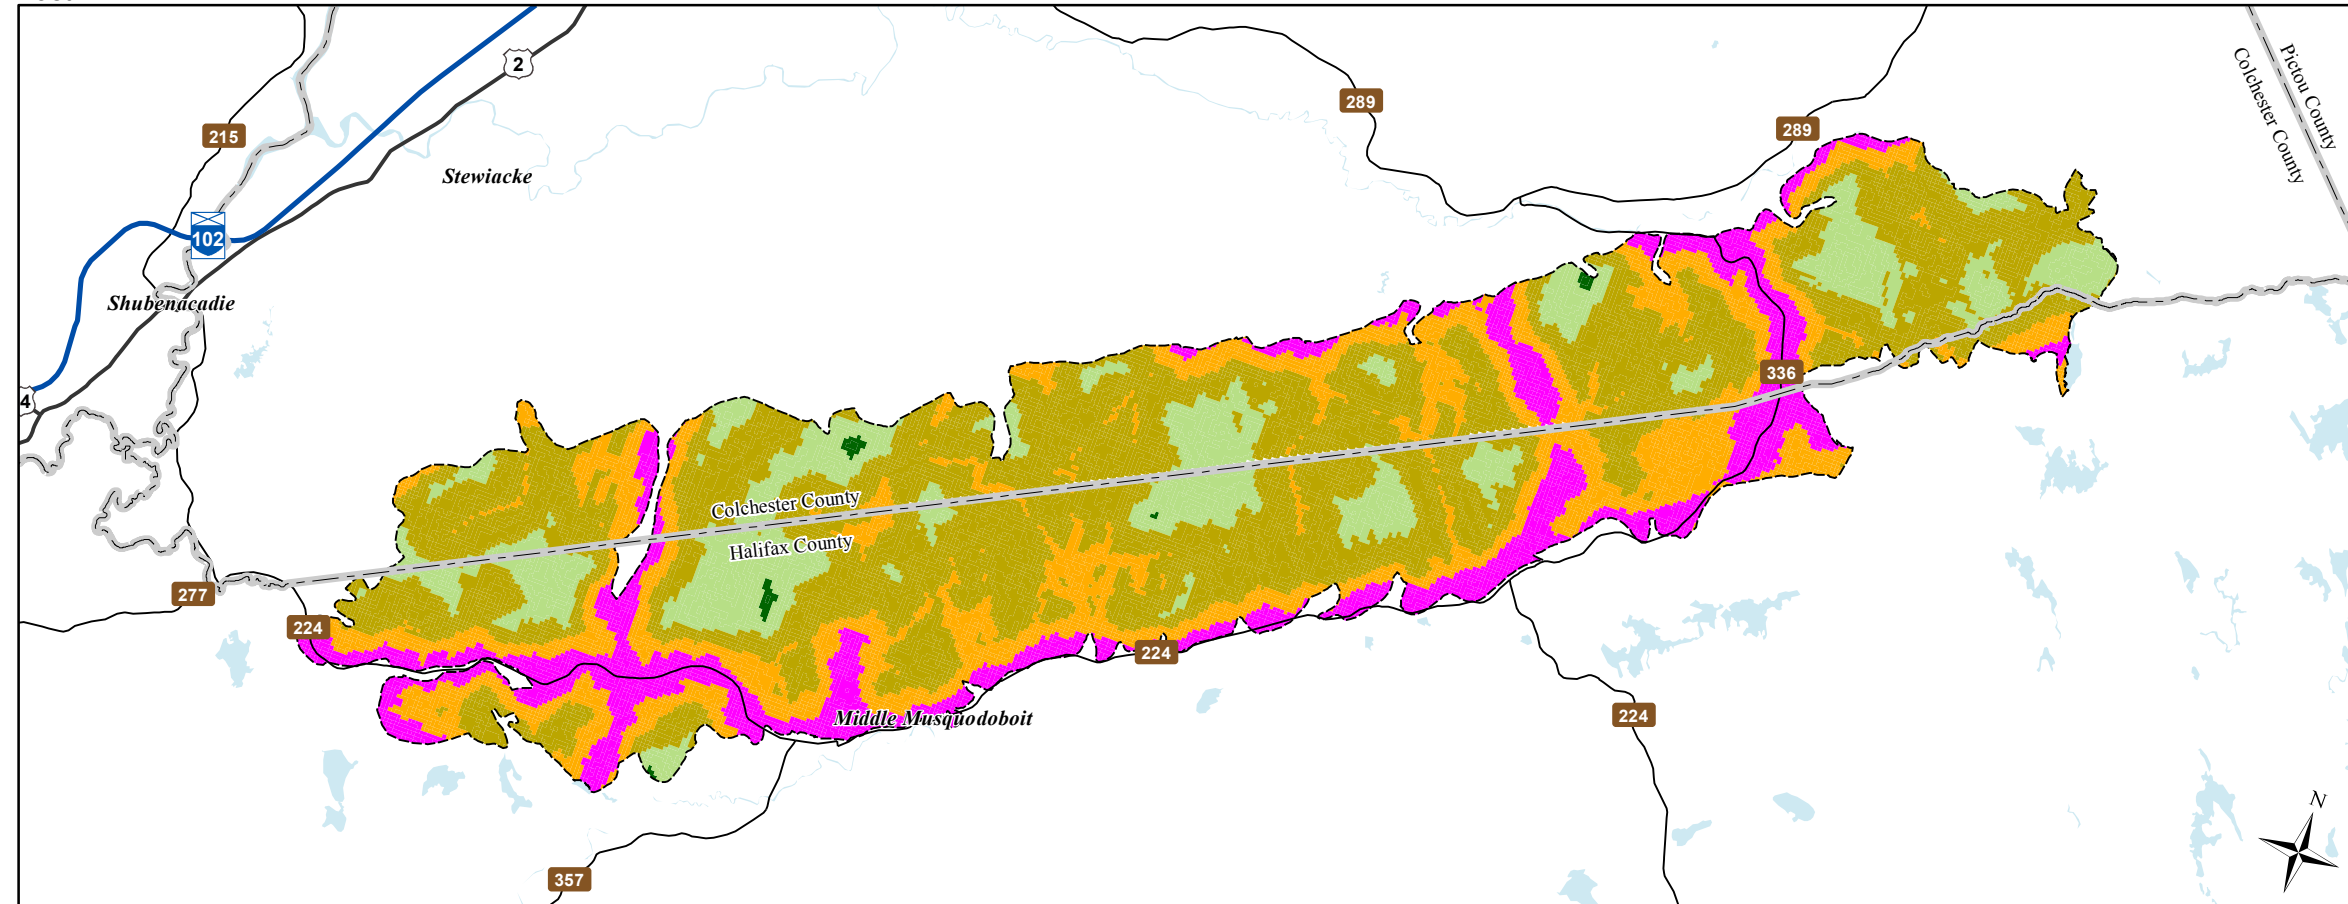 2
289
289
215
Pictou County
Colchester County
Stewiacke
102
Shubenacadie
336
4
Colchester County
Halifax County
277
224
224
224
Middle Musquodoboit
N
357